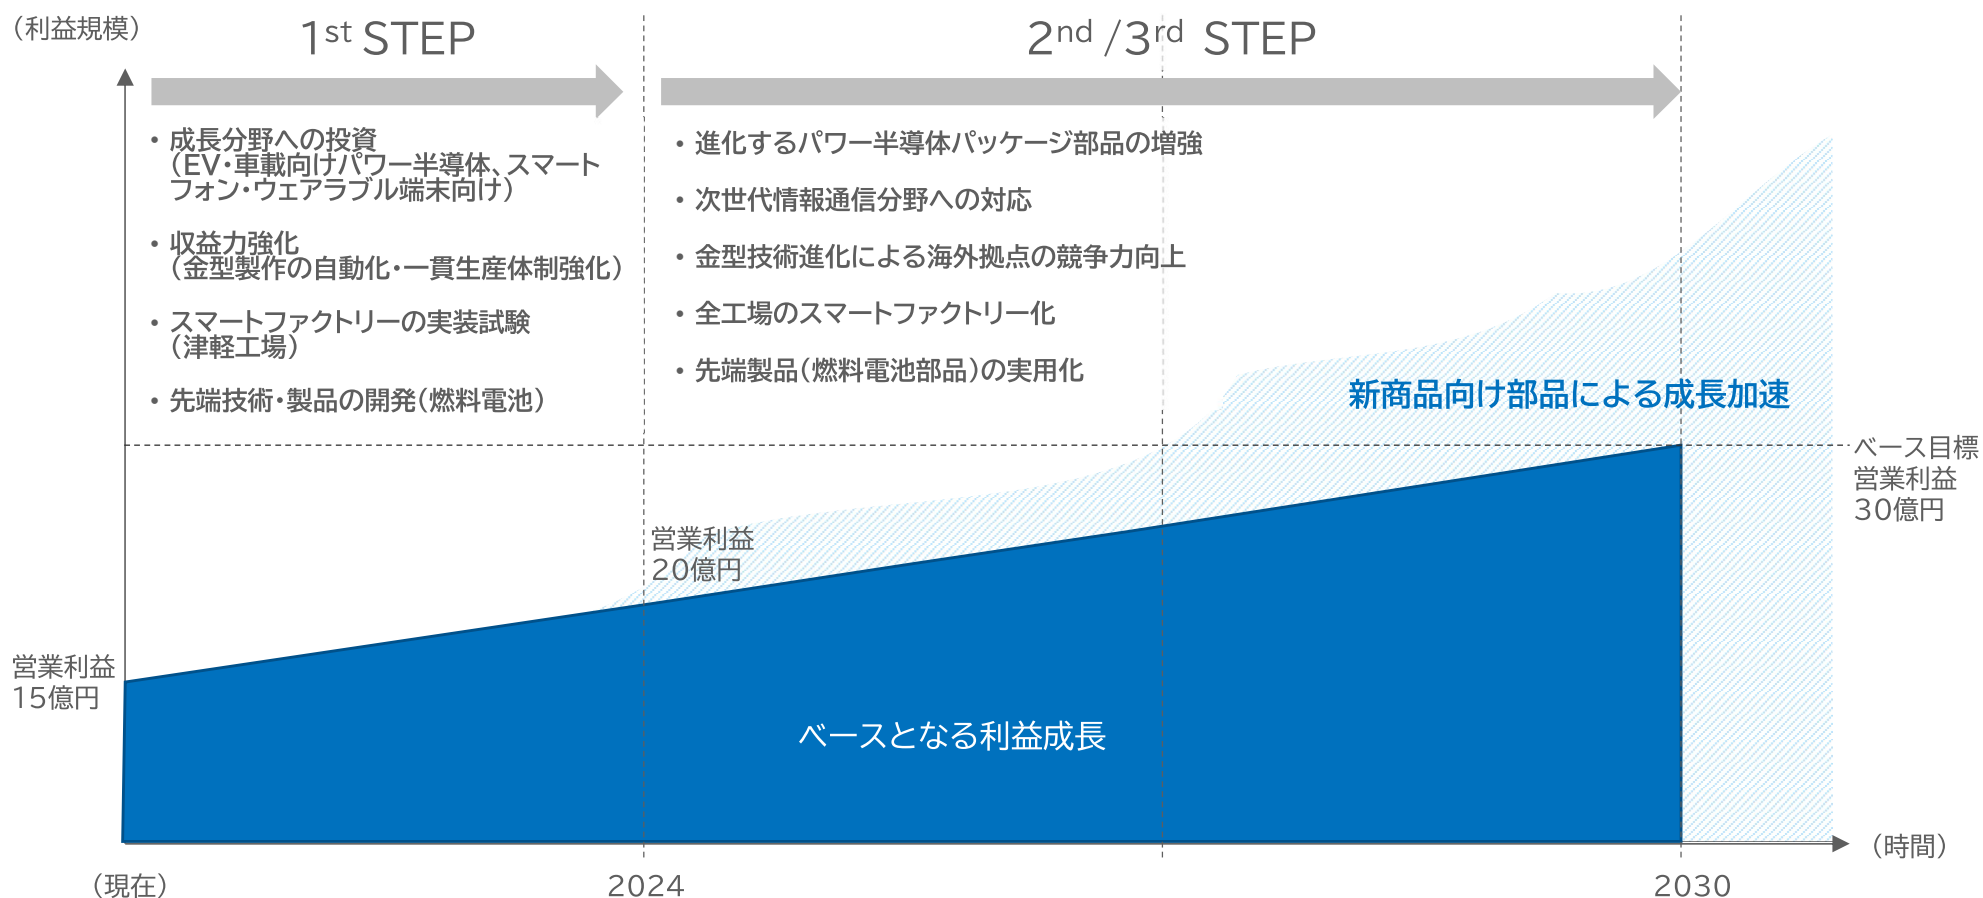 （利益規模）
1st STEP
2nd /3rd STEP
・ 成長分野への投資
（EV・車載向けパワー半導体、スマート
フォン・ウェアラブル端末向け）
・ 収益力強化
（金型製作の自動化・一貫生産体制強化）
・ スマートファクトリーの実装試験
（津軽工場）
・ 先端技術・製品の開発（燃料電池）
・ 進化するパワー半導体パッケージ部品の増強
・ 次世代情報通信分野への対応
・ 金型技術進化による海外拠点の競争力向上
・ 全工場のスマートファクトリー化
・ 先端製品（燃料電池部品）の実用化
新商品向け部品による成長加速
ベース目標
営業利益
30億円
営業利益
20億円
営業利益
15億円
ベースとなる利益成長
（時間）
（現在）
2024
2030